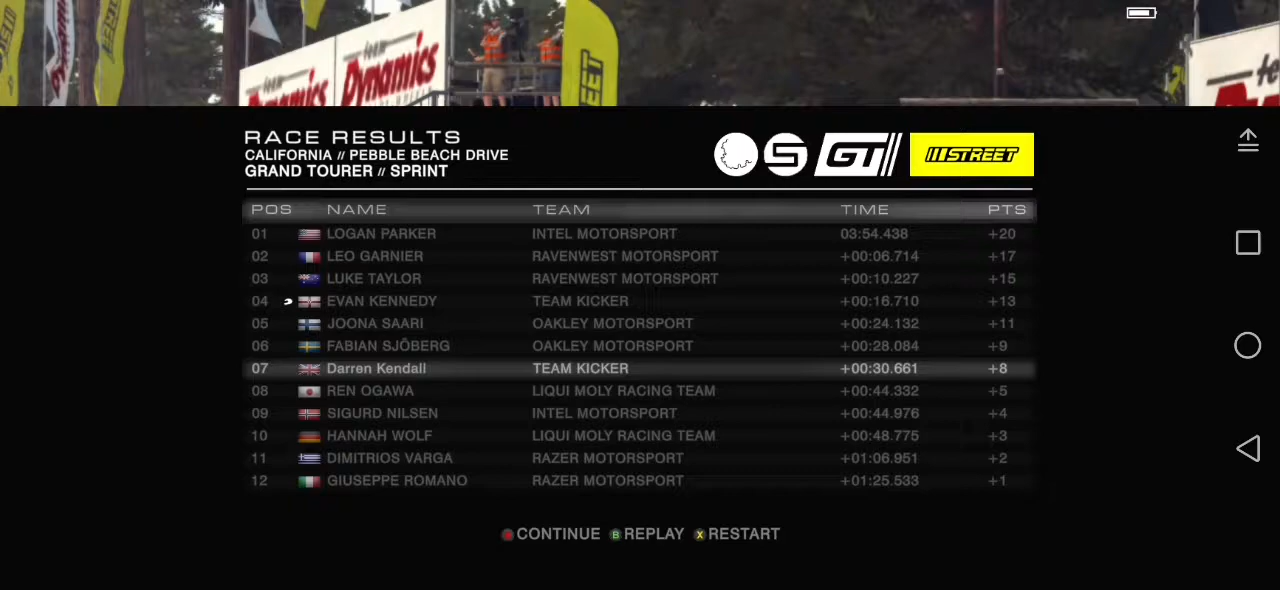 team
Dynamics
team
Dynamics
REET
te
RACE RESULTS
CALIFORNIA // PEBBLE BEACH DRIVE
GRAND TOURER // SPRINT
S GT STREET
POS NAME TEAM TIME PTS
01 LOGAN PARKER INTEL MOTORSPORT 03:54.438 +20
02 LEO GARNIER RAVENWEST MOTORSPORT +00:06.714 +17
03 LUKE TAYLOR RAVENWEST MOTORSPORT +00:10.227 +15
04 EVAN KENNEDY TEAM KICKER +00:16.710 +13
05 JOONA SAARI OAKLEY MOTORSPORT +00:24.132 +11
06 FABIAN SJÖBERG OAKLEY MOTORSPORT +00:28.084 +9
07 Darren Kendall TEAM KICKER +00:30.661 +8
08 REN OGAWA LIQUI MOLY RACING TEAM +00:44.332 +5
09 SIGURD NILSEN INTEL MOTORSPORT +00:44.976 +4
10 HANNAH WOLF LIQUI MOLY RACING TEAM +00:48.775 +3
11 DIMITRIOS VARGA RAZER MOTORSPORT +01:06.951 +2
12 GIUSEPPE ROMANO RAZER MOTORSPORT +01:25.533 +1
CONTINUE B REPLAY X RESTART